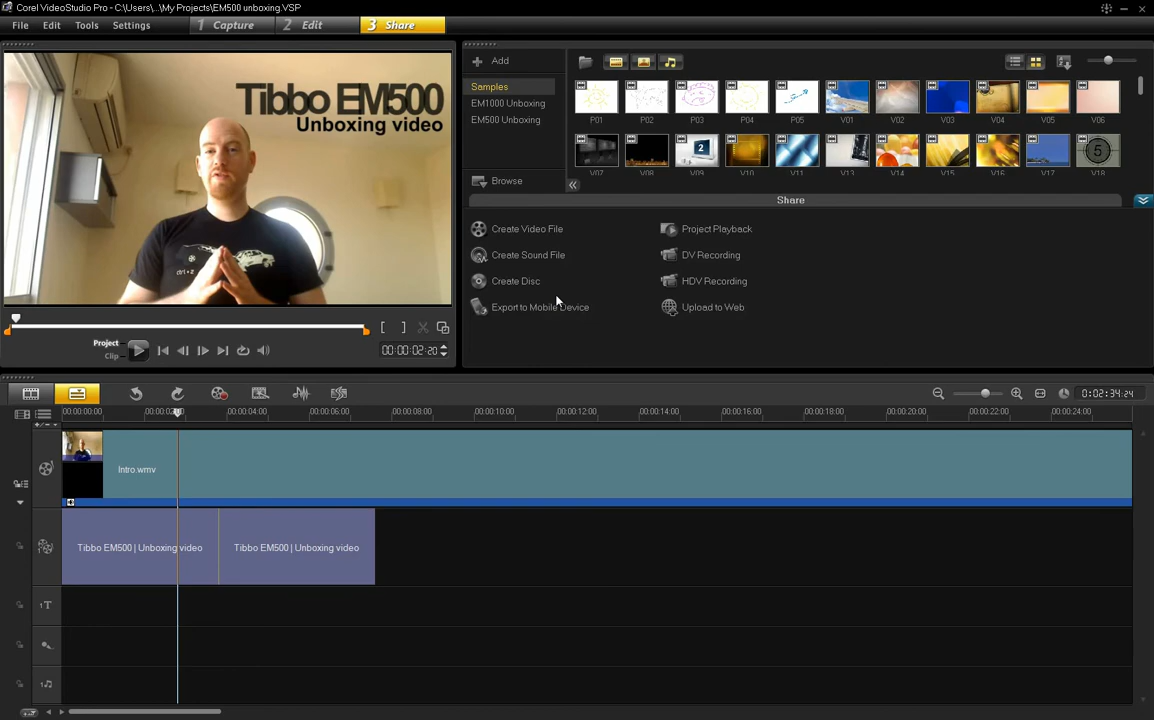 Corel VideoStudio Pro - C:\Users\...\My Projects\EM500 unboxing.VSP
File Edit Tools Settings 1 Capture 2 Edit 3 Share
Tibbo EM500
Unboxing video
ctrl+z
Project
Clip
00:00:02:20
Add
Samples
EM1000 Unboxing
EM500 Unboxing
Browse
P01 P02 P03 P04 P05 V01 V02 V03 V04 V05 V06
2 5
V07 V08 V09 V10 V11 V13 V14 V15 V16 V17 V18
Share
Create Video File
Create Sound File
Create Disc
Export to Mobile Device
Project Playback
DV Recording
HDV Recording
Upload to Web
0:02:34:24
00:00:00:00 00:00:02:00 00:00:04:00 00:00:06:00 00:00:08:00 00:00:10:00 00:00:12:00 00:00:14:00 00:00:16:00 00:00:18:00 00:00:20:00 00:00:22:00 00:00:24:00
Intro.wmv
Tibbo EM500 | Unboxing video Tibbo EM500 | Unboxing video
1T